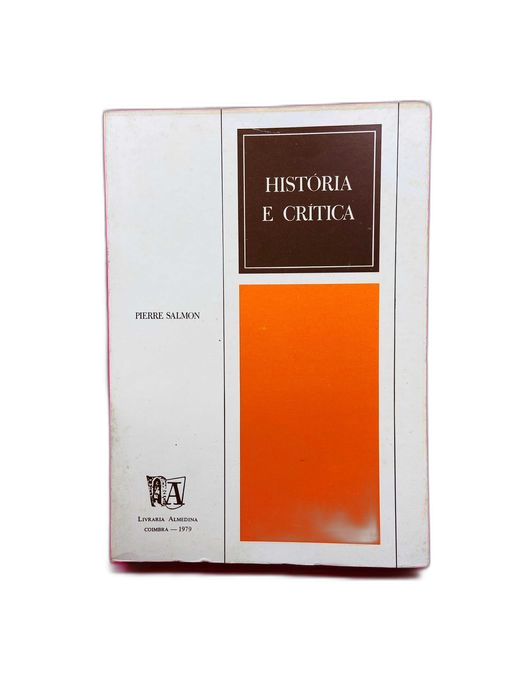 HISTÓRIA
E CRÍTICA
PIERRE SALMON
LIVRARIA ALMEDINA
COIMBRA — 1979